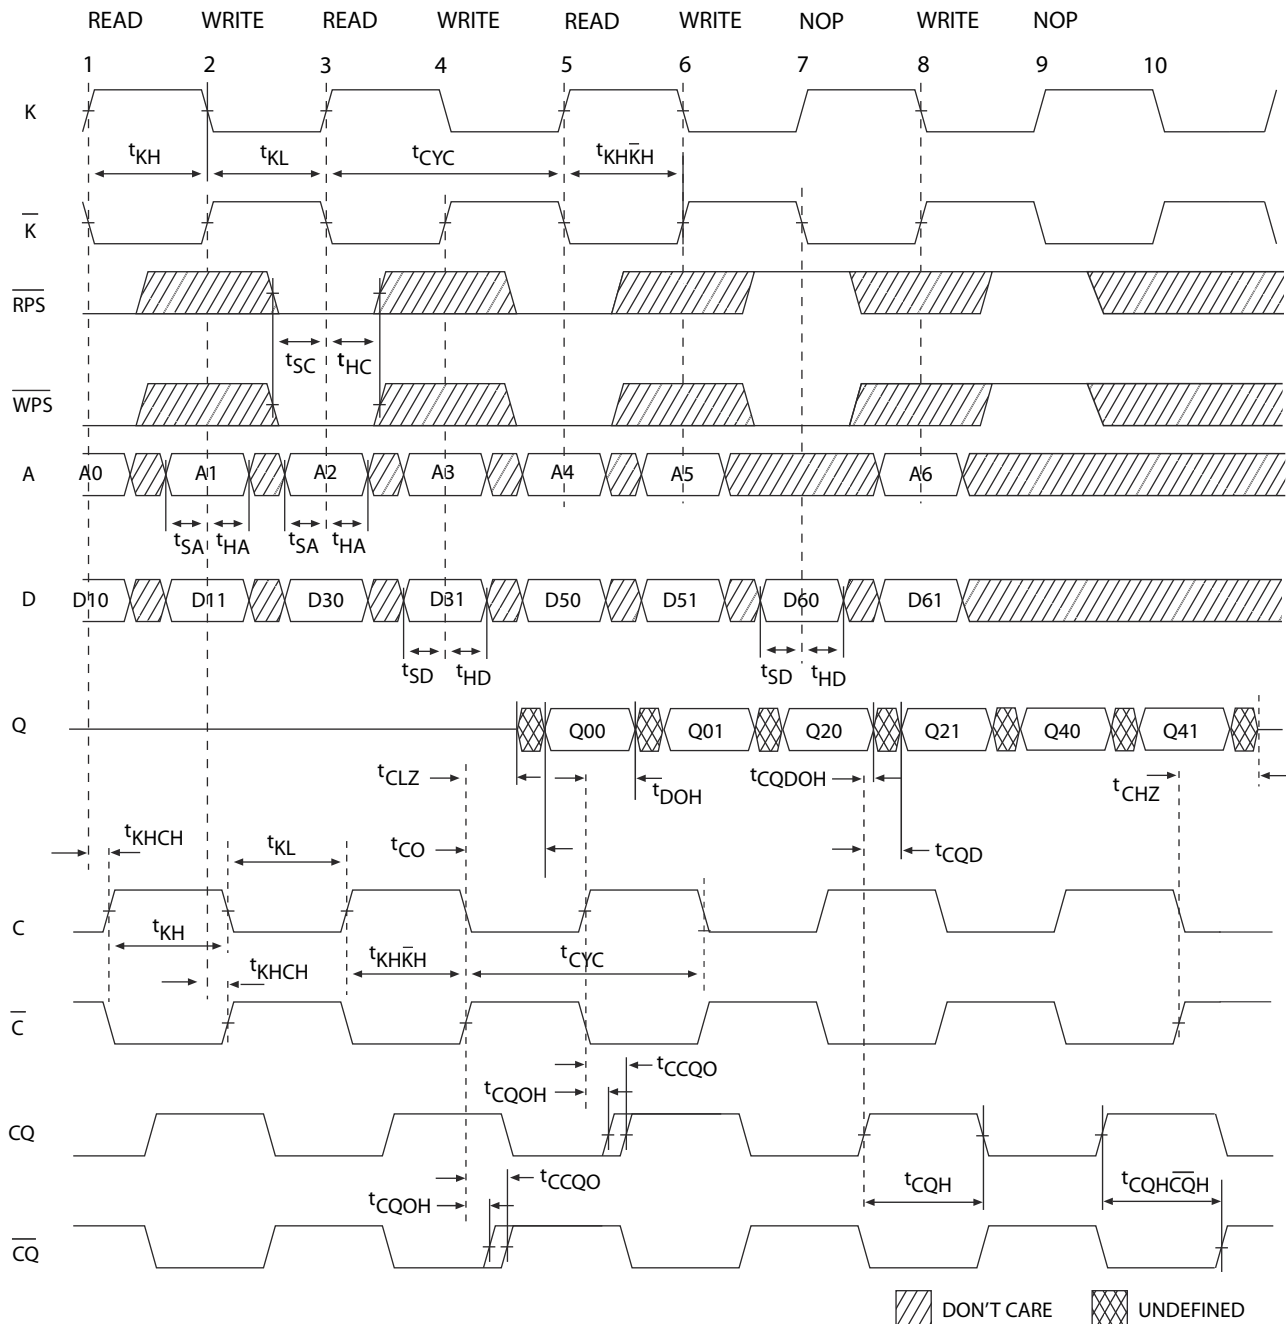 READ WRITE READ WRITE READ WRITE NOP WRITE NOP
1 2 3 4 5 6 7 8 9 10
K
tKH tKL tCYC tKHK̅H
K̅
R̅P̅S̅
tSC tHC
W̅P̅S̅
A A0 A1 A2 A3 A4 A5 A6
tSA tHA tSA tHA
D D10 D11 D30 D31 D50 D51 D60 D61
tSD tHD tSD tHD
Q Q00 Q01 Q20 Q21 Q40 Q41
tCLZ tDOH tCQDOH tCHZ
tKHCH tKL tCO tCQD
C
tKH tKHK̅H tCYC
tKHCH
C̅
tCCQO
tCQOH
CQ
tCCQO tCQH tCQHC̅Q̅H
tCQOH
C̅Q̅
DON'T CARE UNDEFINED